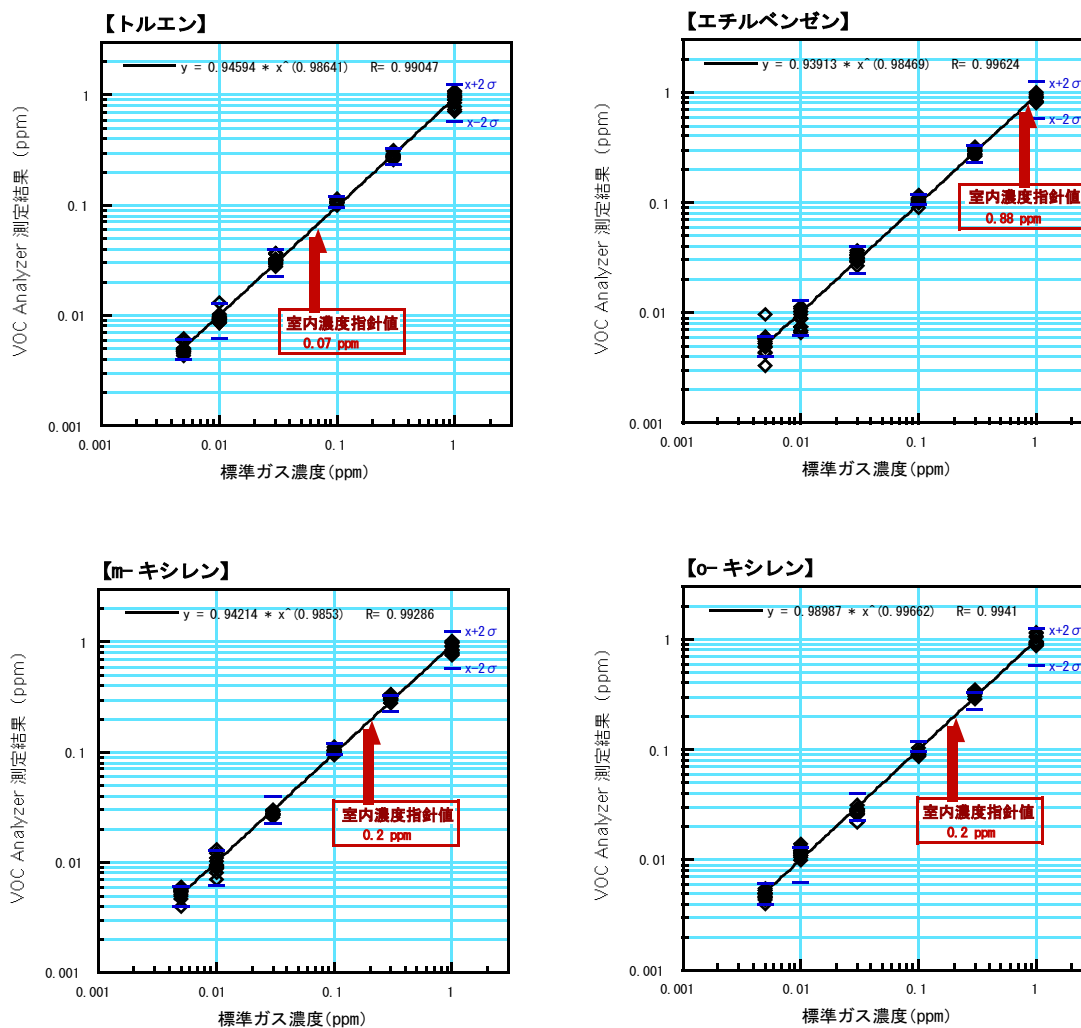 【トルエン】
y = 0.94594 * x^(0.98641) R= 0.99047
x+2σ
x-2σ
1
0.1
0.01
0.001
室内濃度指針値
0.07 ppm
VOC Analyzer 測定結果 (ppm)
0.001 0.01 0.1 1
標準ガス濃度(ppm)
【エチルベンゼン】
y = 0.93913 * x^(0.98469) R= 0.99624
x+2σ
x-2σ
1
0.1
0.01
0.001
室内濃度指針値
0.88 ppm
VOC Analyzer 測定結果 (ppm)
0.001 0.01 0.1 1
標準ガス濃度(ppm)
【m-キシレン】
y = 0.94214 * x^(0.9853) R= 0.99286
x+2σ
x-2σ
1
0.1
0.01
0.001
室内濃度指針値
0.2 ppm
VOC Analyzer 測定結果 (ppm)
0.001 0.01 0.1 1
標準ガス濃度(ppm)
【o-キシレン】
y = 0.98987 * x^(0.99662) R= 0.9941
x+2σ
x-2σ
1
0.1
0.01
0.001
室内濃度指針値
0.2 ppm
VOC Analyzer 測定結果 (ppm)
0.001 0.01 0.1 1
標準ガス濃度(ppm)